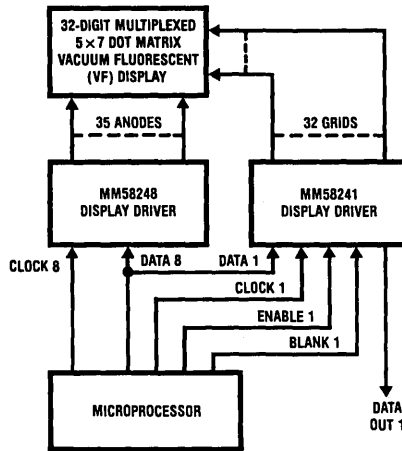 32-DIGIT MULTIPLEXED
5 × 7 DOT MATRIX
VACUUM FLUORESCENT
(VF) DISPLAY
35 ANODES
32 GRIDS
MM58248
DISPLAY DRIVER
MM58241
DISPLAY DRIVER
CLOCK 8
DATA 8
DATA 1
CLOCK 1
ENABLE 1
BLANK 1
MICROPROCESSOR
DATA
OUT 1